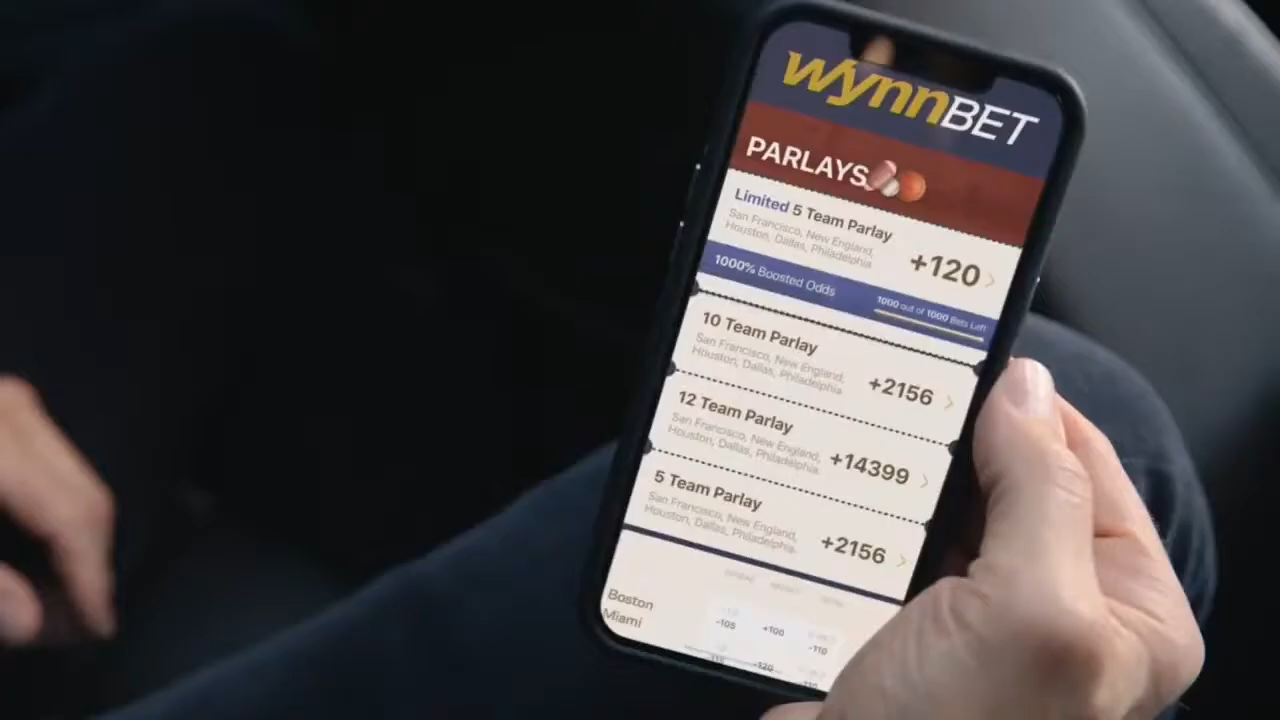 wynnBET
PARLAYS
Limited 5 Team Parlay
San Francisco, New England,
Houston, Dallas, Philadelphia
+120
1000% Boosted Odds
1000 out of 1000 Bets Left
10 Team Parlay
San Francisco, New England,
Houston, Dallas, Philadelphia
+2156
12 Team Parlay
San Francisco, New England,
Houston, Dallas, Philadelphia
+14399
5 Team Parlay
San Francisco, New England,
Houston, Dallas, Philadelphia
+2156
Boston
-105 +100 -110
Miami
-120